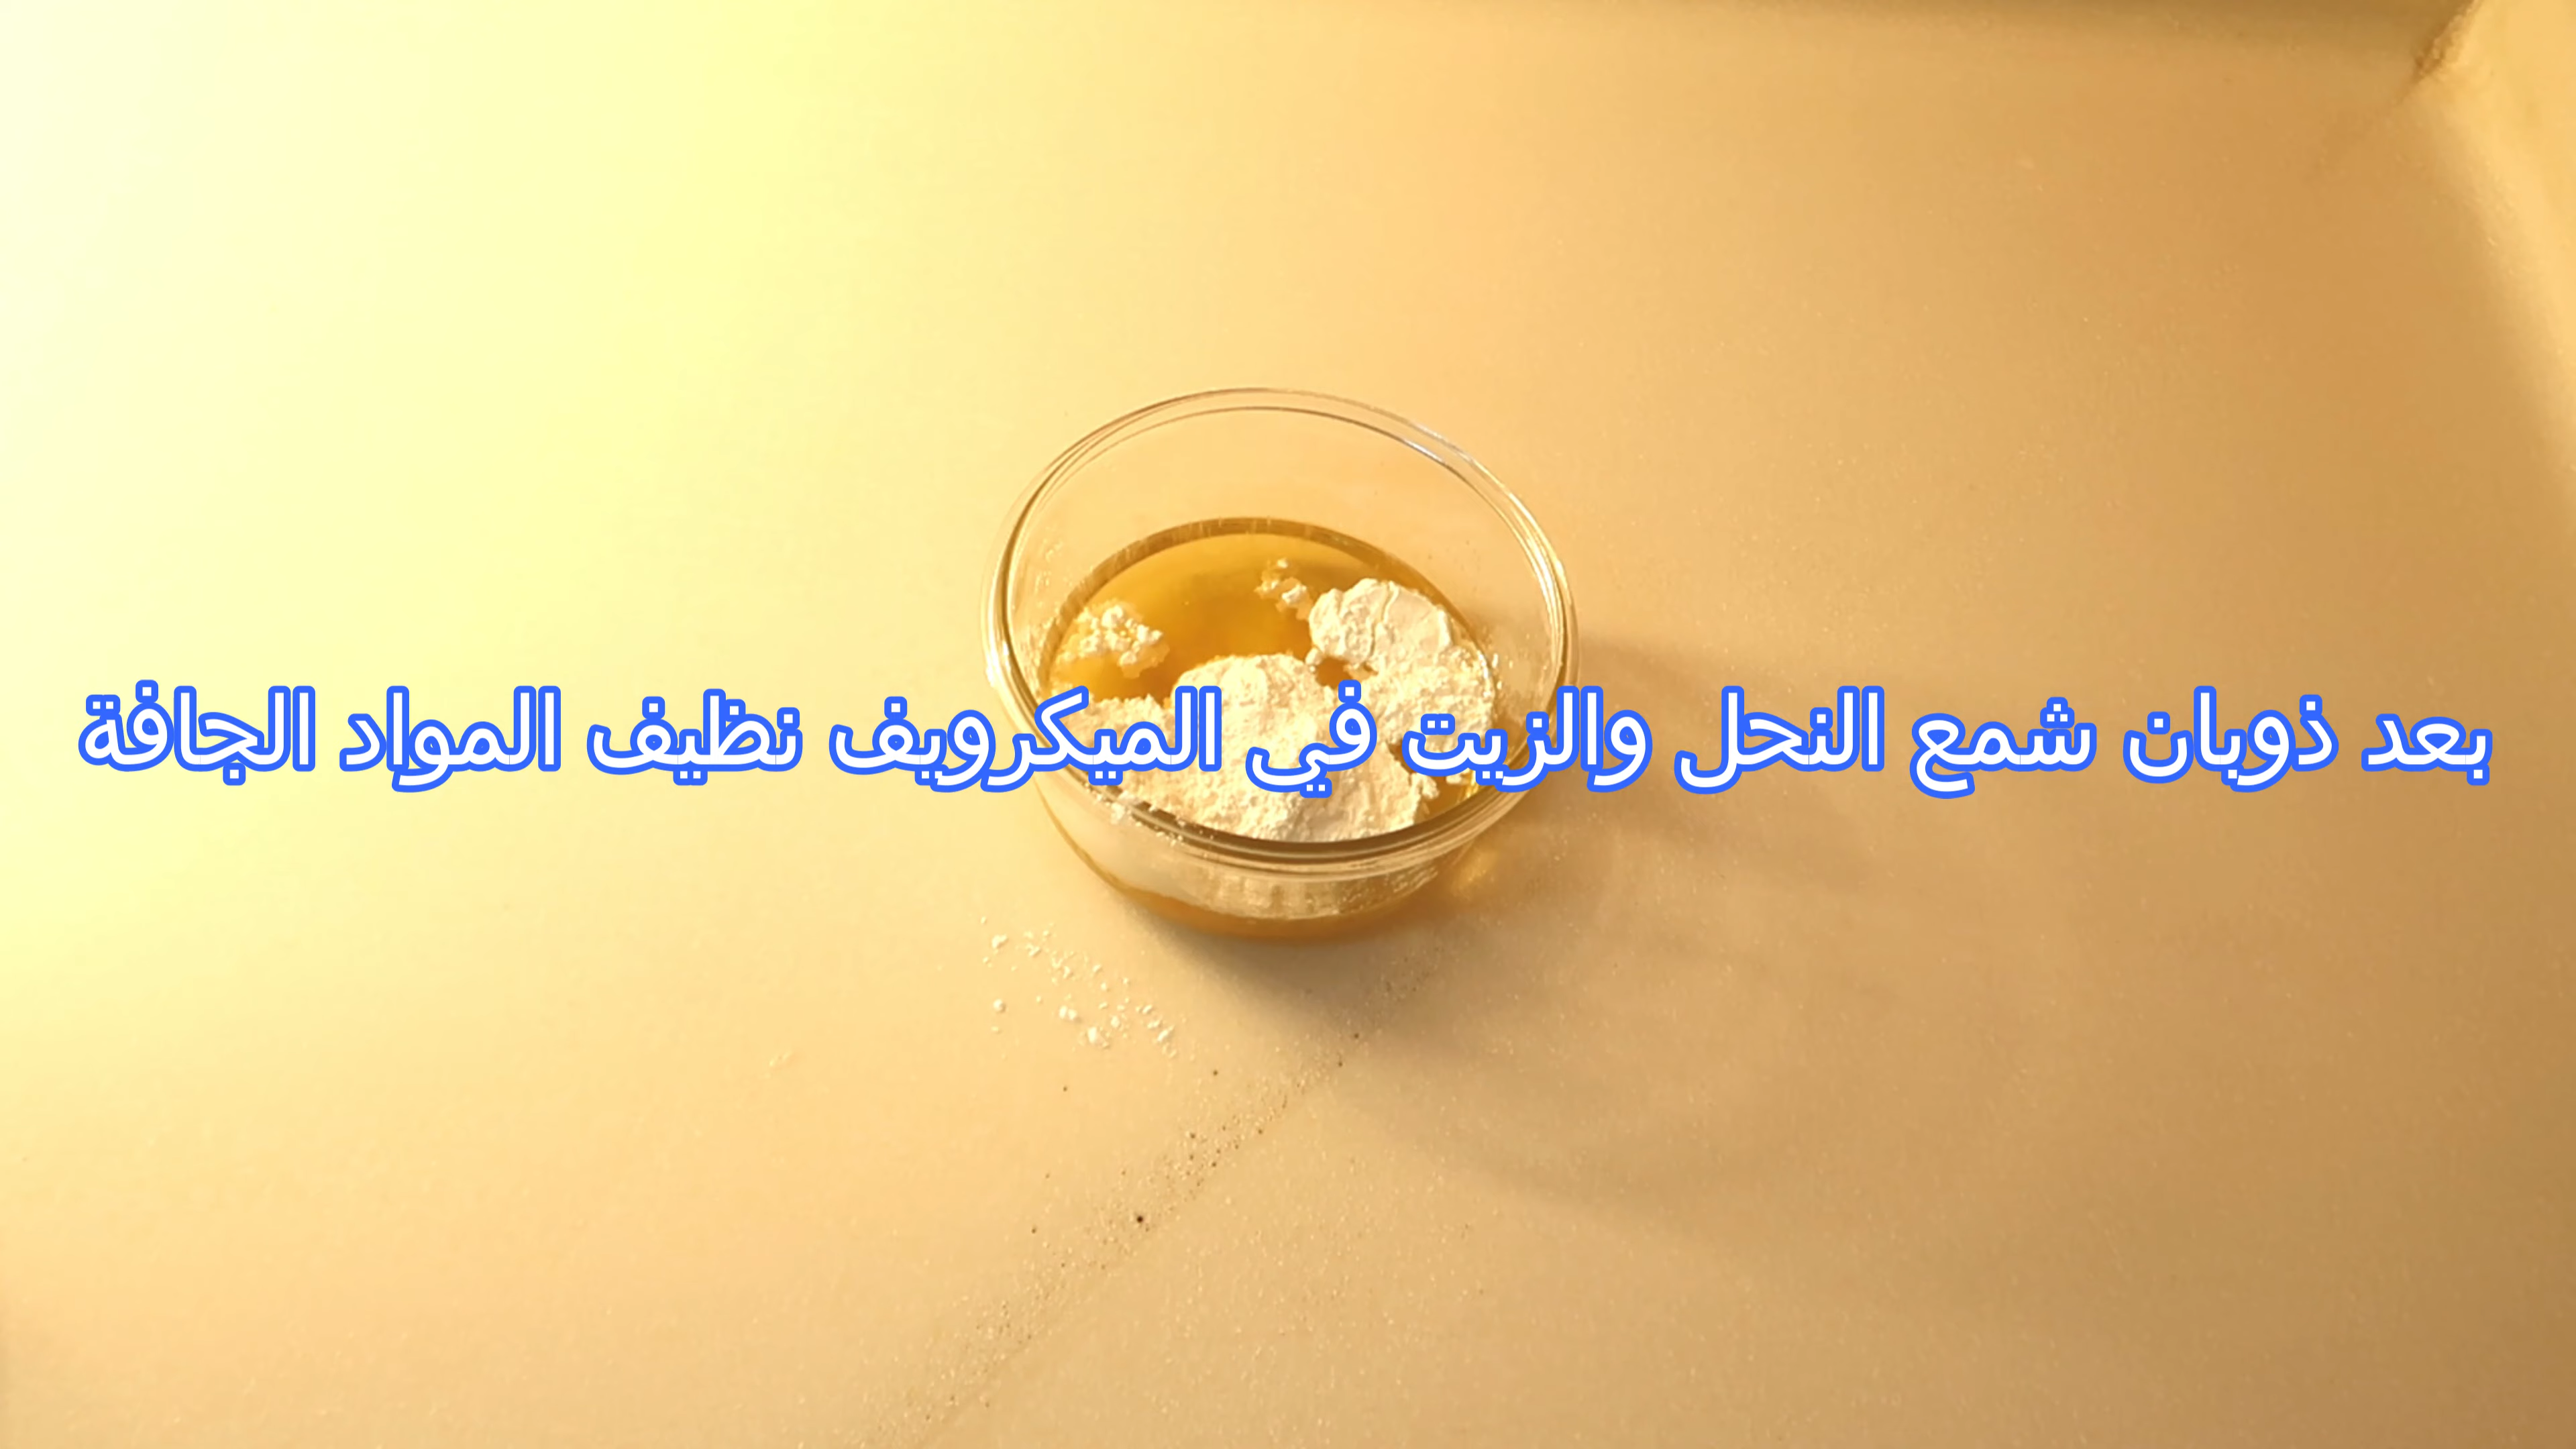 بعد ذوبان شمع النحل والزيت في الميكرويف نظيف المواد الجافة